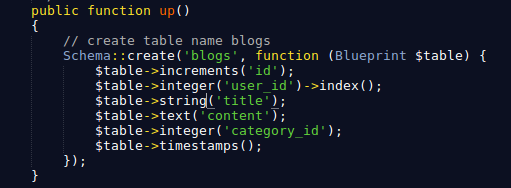 public function up()
{
    // create table name blogs
    Schema::create('blogs', function (Blueprint $table) {
        $table->increments('id');
        $table->integer('user_id')->index();
        $table->string('title');
        $table->text('content');
        $table->integer('category_id');
        $table->timestamps();
    });
}